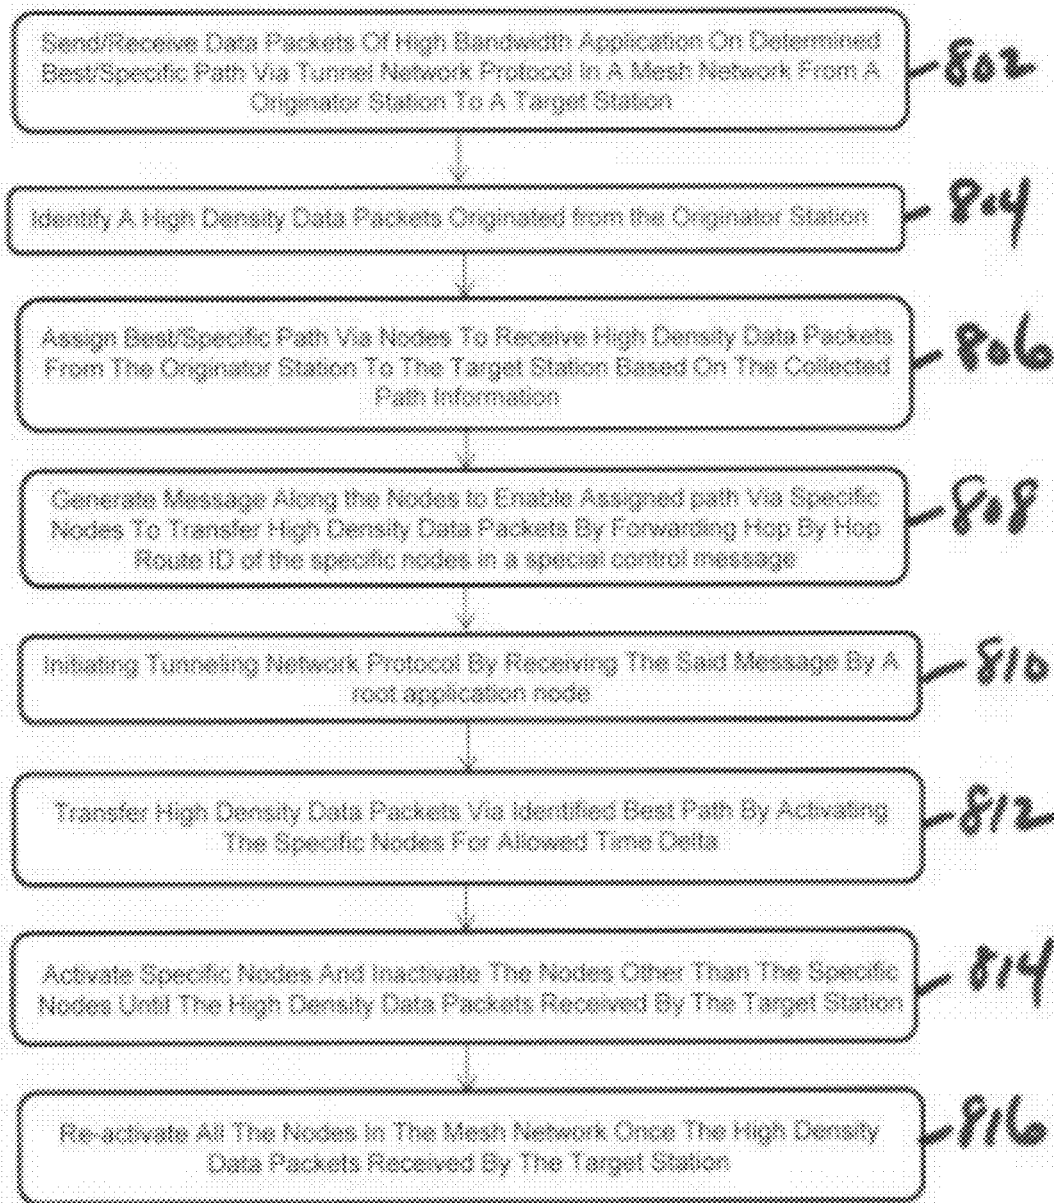 Send/Receive Data Packets Of High Bandwidth Application On Determined
Best/Specific Path Via Tunnel Network Protocol In A Mesh Network From A
Originator Station To A Target Station
802
Identify A High Density Data Packets Originated from the Originator Station
804
Assign Best/Specific Path Via Nodes To Receive High Density Data Packets
From The Originator Station To The Target Station Based On The Collected
Path Information
806
Generate Message Along the Nodes to Enable Assigned path Via Specific
Nodes To Transfer High Density Data Packets By Forwarding Hop By Hop
Route ID of the specific nodes in a special control message
808
Initiating Tunneling Network Protocol By Receiving The Said Message By A
root application node
810
Transfer High Density Data Packets Via Identified Best Path By Activating
The Specific Nodes For Allowed Time Delta
812
Activate Specific Nodes And Inactivate The Nodes Other Than The Specific
Nodes Until The High Density Data Packets Received By The Target Station
814
Re-activate All The Nodes In The Mesh Network Once The High Density
Data Packets Received By The Target Station
816